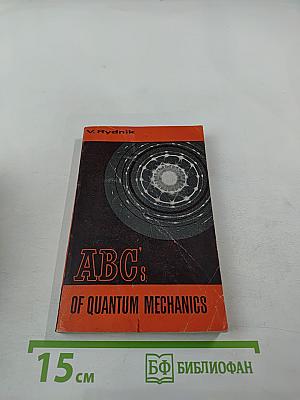 V. Rydnik
ABC's
OF QUANTUM MECHANICS
15 см
БФ БИБЛИОФАН